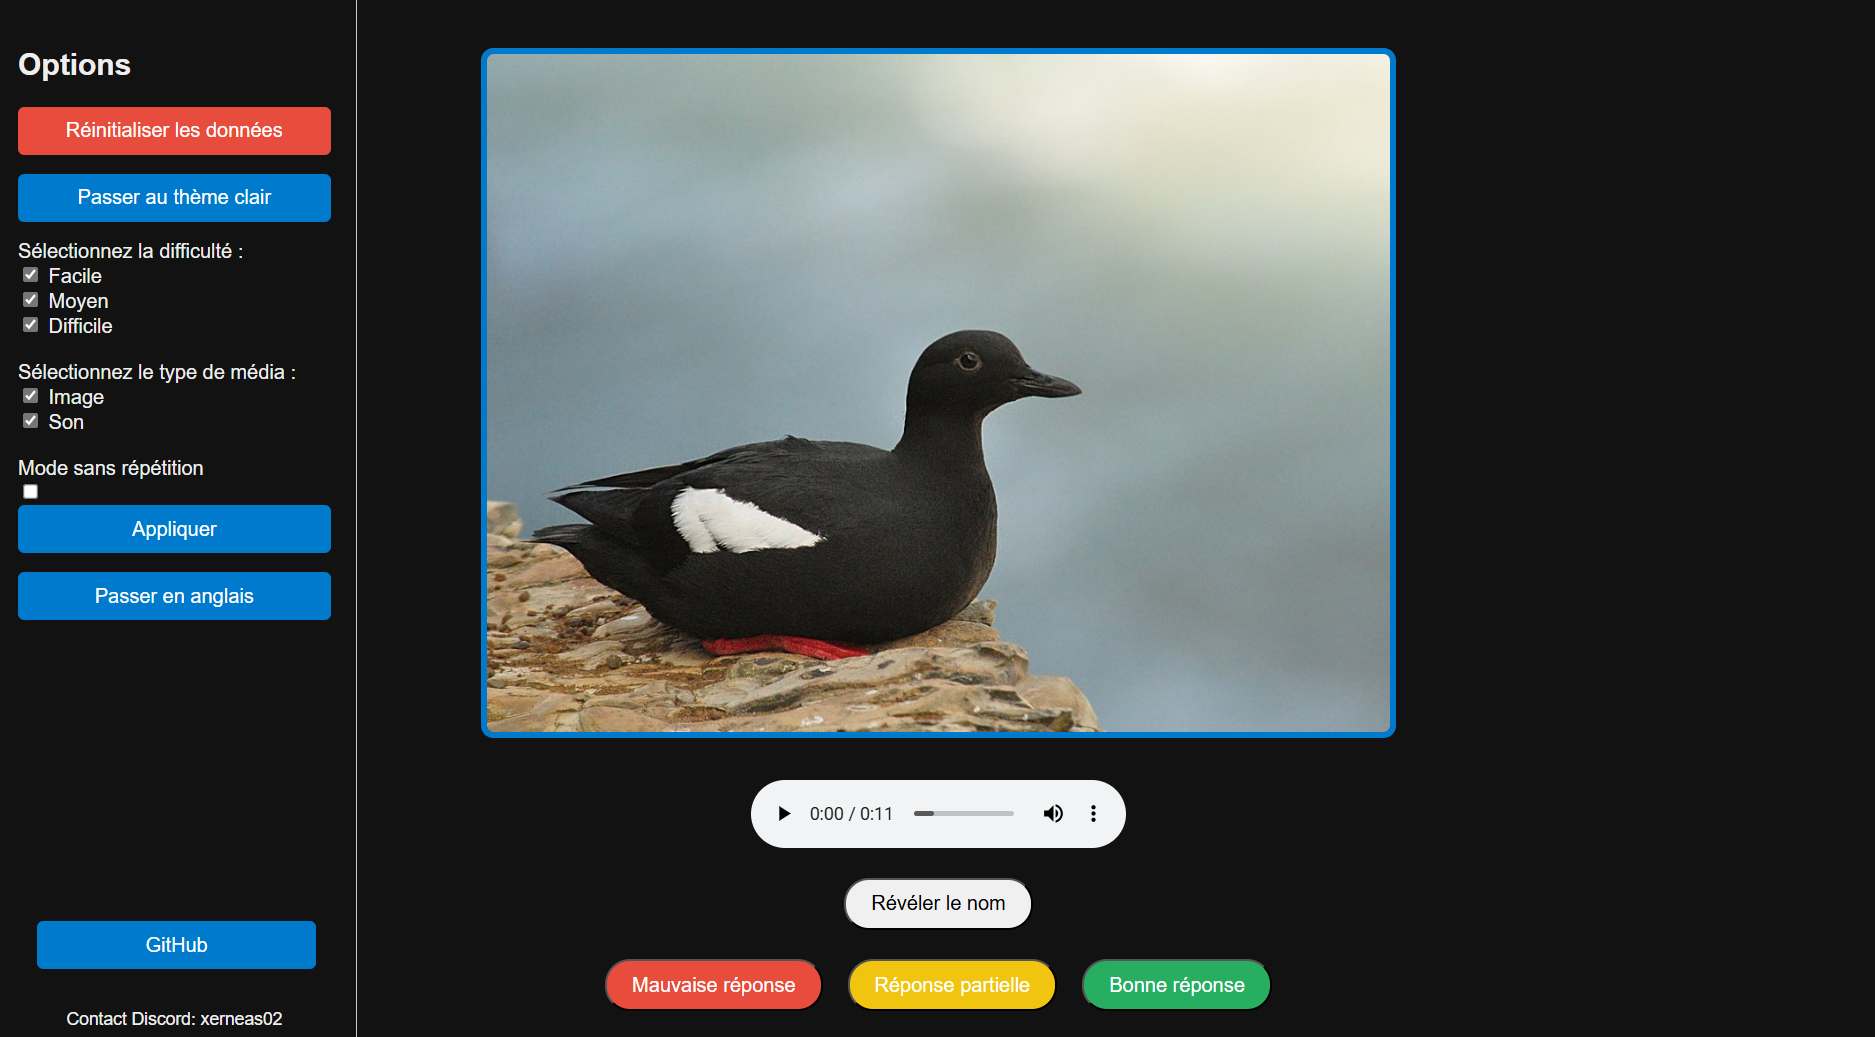 Options
Réinitialiser les données
Passer au thème clair
Sélectionnez la difficulté :
Facile
Moyen
Difficile
Sélectionnez le type de média :
Image
Son
Mode sans répétition
Appliquer
Passer en anglais
GitHub
Contact Discord: xerneas02
0:00 / 0:11
Révéler le nom
Mauvaise réponse
Réponse partielle
Bonne réponse